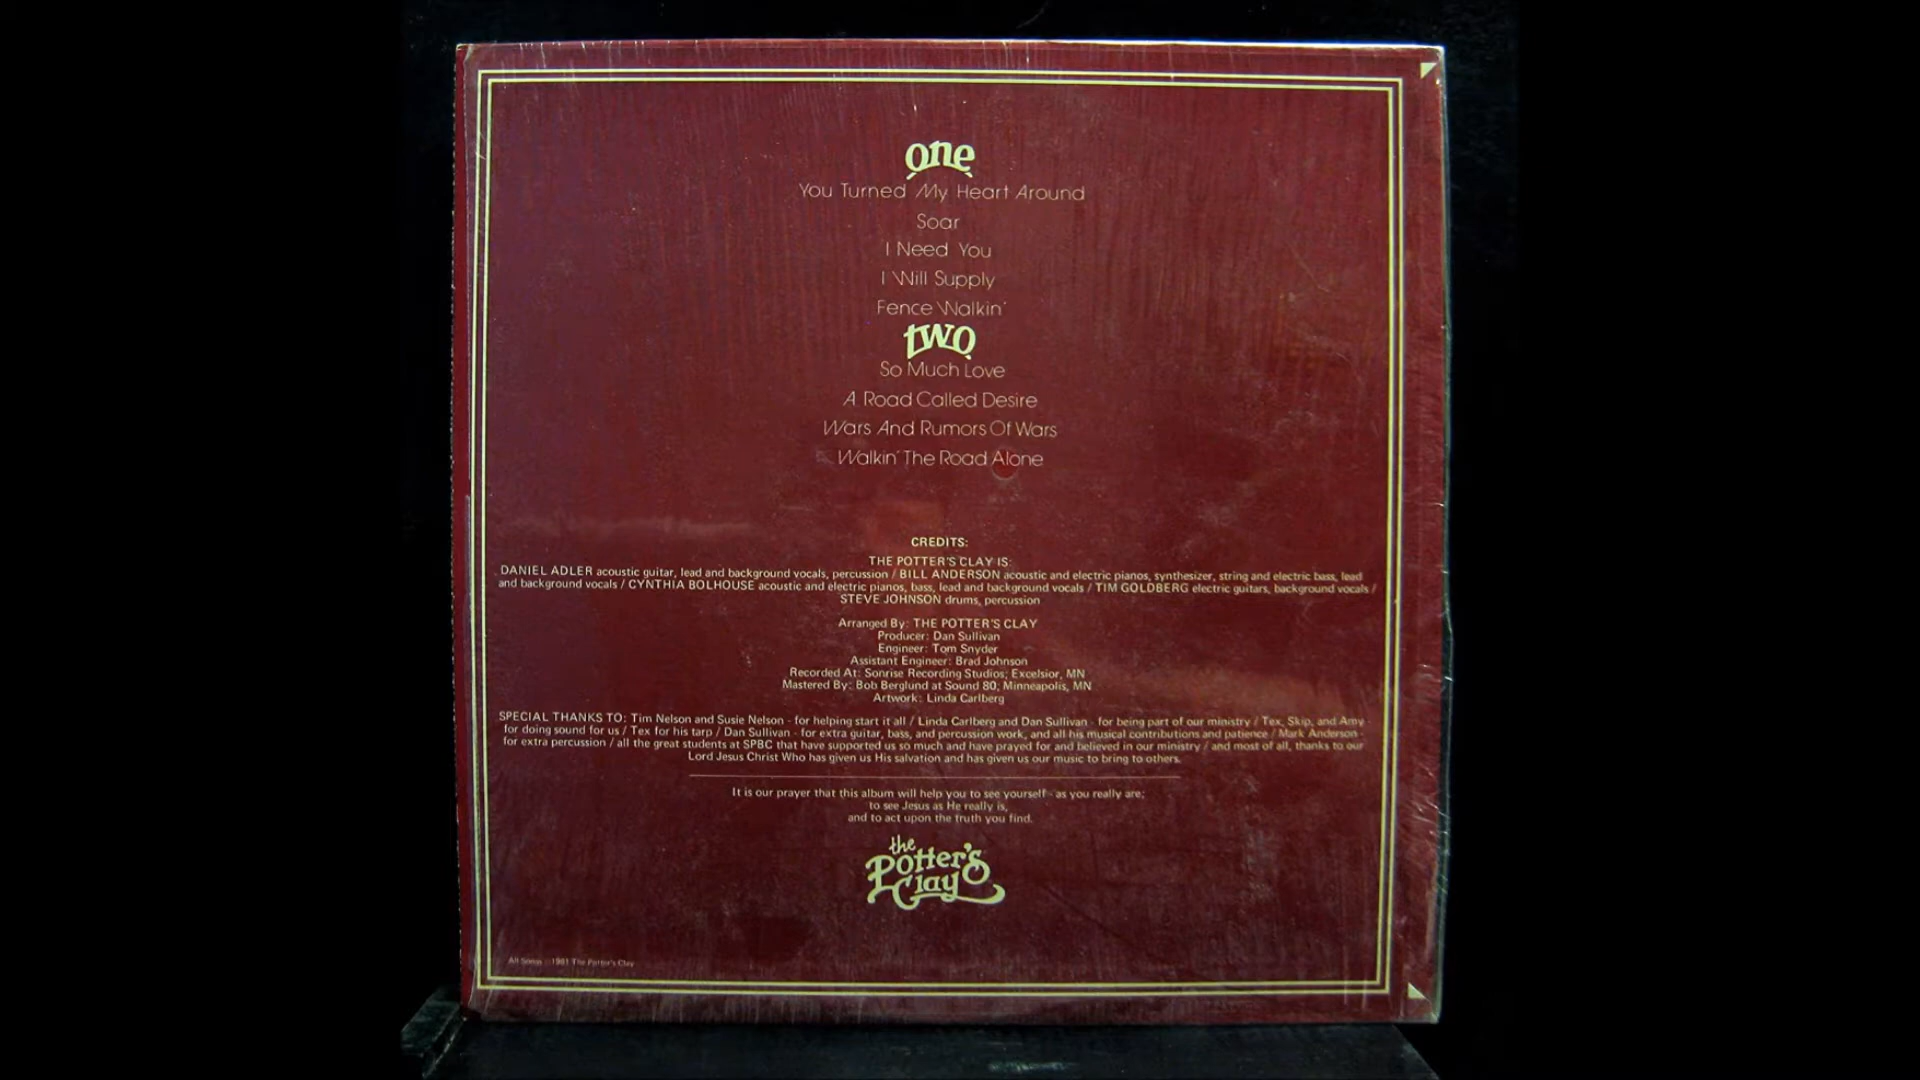 one
You Turned My Heart Around
Soar
I Need You
I Will Supply
Fence Walkin'
two
So Much Love
A Road Called Desire
Wars And Rumors Of Wars
Walkin' The Road Alone
CREDITS:
THE POTTER'S CLAY IS:
DANIEL ADLER acoustic guitar, lead and background vocals, percussion / BILL ANDERSON acoustic and electric pianos, synthesizer, string and electric bass, lead
and background vocals / CYNTHIA BOLHOUSE acoustic and electric pianos, bass, lead and background vocals / TIM GOLDBERG electric guitars, background vocals /
STEVE JOHNSON drums, percussion
Arranged By: THE POTTER'S CLAY
Producer: Dan Sullivan
Engineer: Tom Snyder
Assistant Engineer: Brad Johnson
Recorded At: Sonrise Recording Studios; Excelsior, MN
Mastered By: Bob Berglund at Sound 80; Minneapolis, MN
Artwork: Linda Carlberg
SPECIAL THANKS TO: Tim Nelson and Susie Nelson - for helping start it all / Linda Carlberg and Dan Sullivan - for being part of our ministry / Tex, Skip, and Amy
for doing sound for us / Tex for his tarp / Dan Sullivan - for extra guitar, bass, and percussion work, and all his musical contributions and patience / Mark Anderson -
for extra percussion / all the great students at SPBC that have supported us so much and have prayed for and believed in our ministry / and most of all, thanks to our
Lord Jesus Christ Who has given us His salvation and has given us our music to bring to others.
It is our prayer that this album will help you to see yourself - as you really are;
to see Jesus as He really is,
and to act upon the truth you find.
the
Potter's
Clay
All Songs ©1981 The Potter's Clay